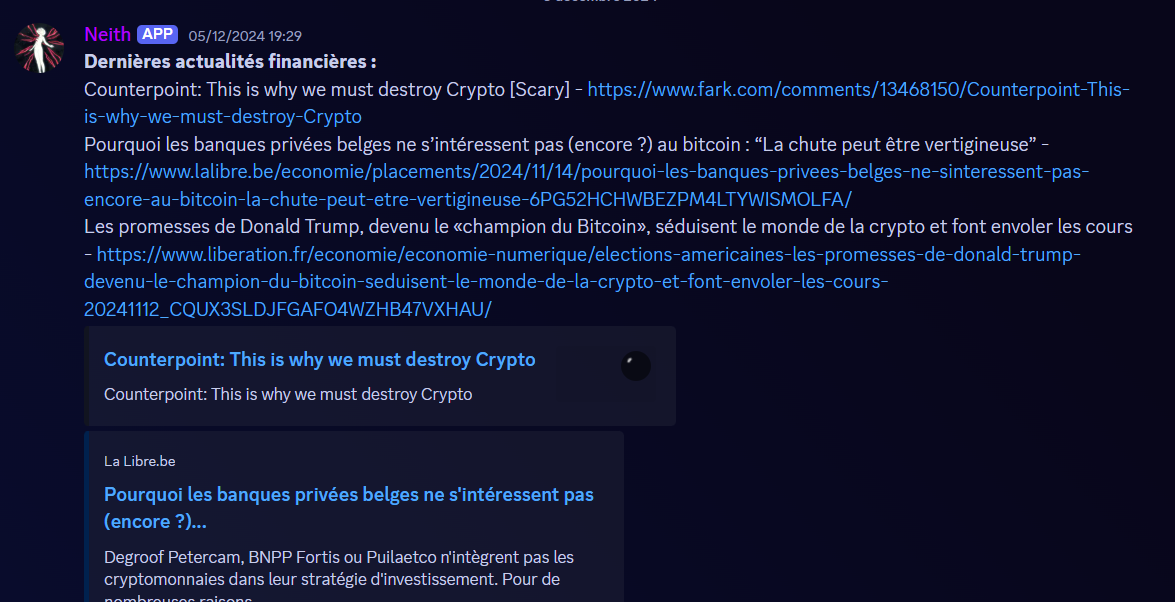 Neith APP 05/12/2024 19:29
Dernières actualités financières :
Counterpoint: This is why we must destroy Crypto [Scary] - https://www.fark.com/comments/13468150/Counterpoint-This-
is-why-we-must-destroy-Crypto
Pourquoi les banques privées belges ne s’intéressent pas (encore ?) au bitcoin : “La chute peut être vertigineuse” -
https://www.lalibre.be/economie/placements/2024/11/14/pourquoi-les-banques-privees-belges-ne-sinteressent-pas-
encore-au-bitcoin-la-chute-peut-etre-vertigineuse-6PG52HCHWBEZPM4LTYWISMOLFA/
Les promesses de Donald Trump, devenu le «champion du Bitcoin», séduisent le monde de la crypto et font envoler les cours
- https://www.liberation.fr/economie/economie-numerique/elections-americaines-les-promesses-de-donald-trump-
devenu-le-champion-du-bitcoin-seduisent-le-monde-de-la-crypto-et-font-envoler-les-cours-
20241112_CQUX3SLDJFGAFO4WZHB47VXHAU/
Counterpoint: This is why we must destroy Crypto
Counterpoint: This is why we must destroy Crypto
La Libre.be
Pourquoi les banques privées belges ne s'intéressent pas
(encore ?)...
Degroof Petercam, BNPP Fortis ou Puilaetco n'intègrent pas les
cryptomonnaies dans leur stratégie d'investissement. Pour de
nombreuses raisons